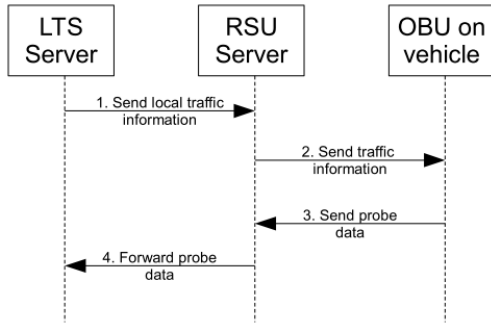 LTS
Server
RSU
Server
OBU on
vehicle
1. Send local traffic
information
2. Send traffic
information
3. Send probe
data
4. Forward probe
data